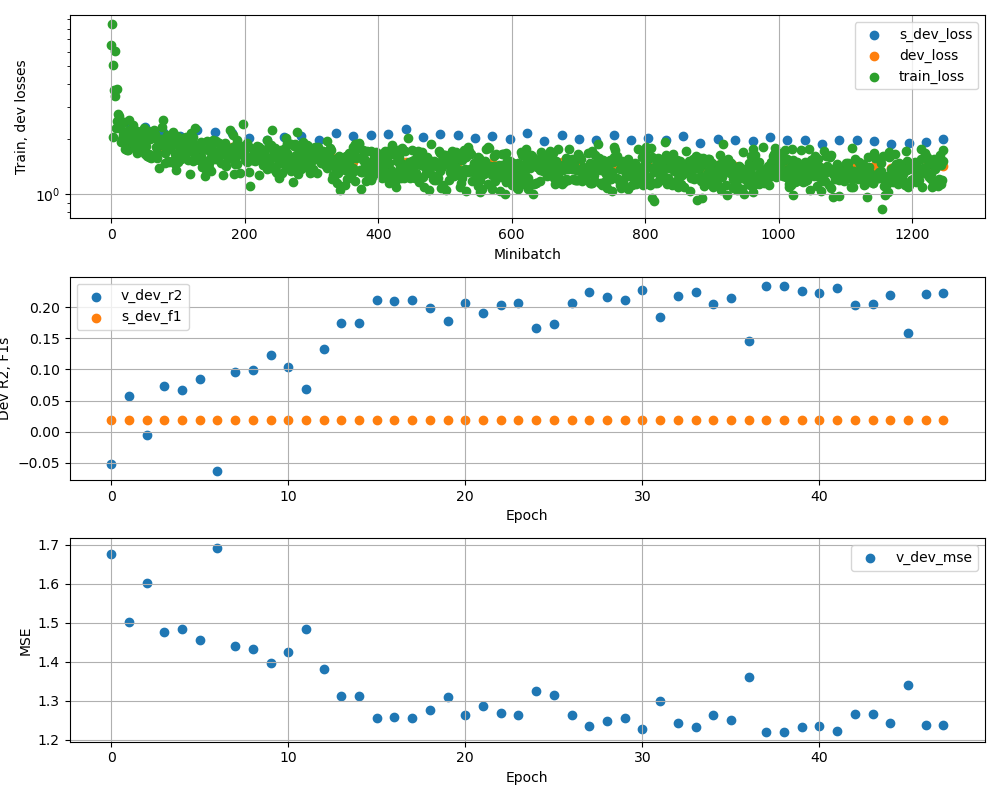 Train, dev losses
10⁰
s_dev_loss
dev_loss
train_loss
0 200 400 600 800 1000 1200
Minibatch
Dev R2, F1s
0.20
0.15
0.10
0.05
0.00
−0.05
v_dev_r2
s_dev_f1
0 10 20 30 40
Epoch
MSE
1.7
1.6
1.5
1.4
1.3
1.2
v_dev_mse
0 10 20 30 40
Epoch